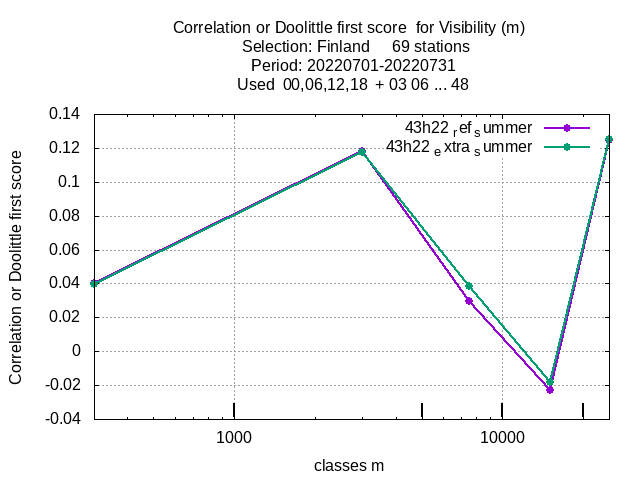 Correlation or Doolittle first score  for Visibility (m)
Selection: Finland     69 stations
Period: 20220701-20220731
Used  00,06,12,18  + 03 06 ... 48
43h22 ref summer
43h22 extra summer
Correlation or Doolittle first score
0.14
0.12
0.1
0.08
0.06
0.04
0.02
0
-0.02
-0.04
1000
10000
classes m